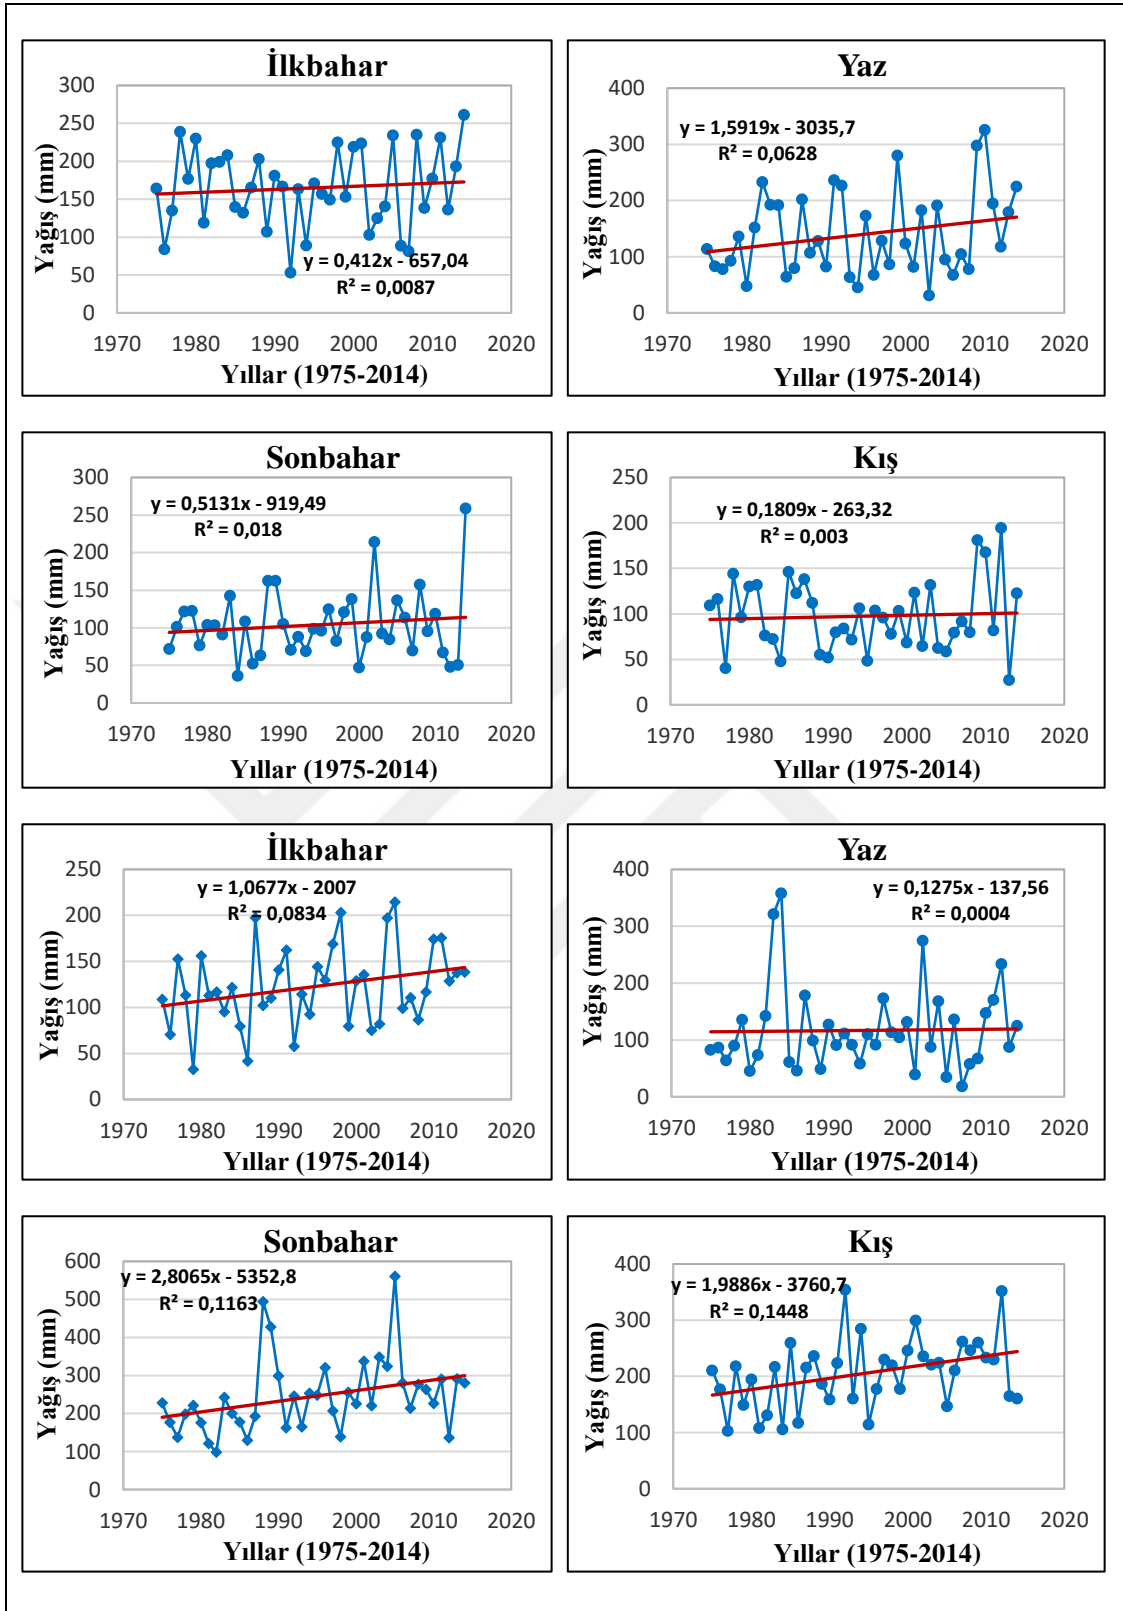 İlkbahar
300
250
200
150
100
50
0
Yağış (mm)
y = 0,412x - 657,04
R² = 0,0087
1970 1980 1990 2000 2010 2020
Yıllar (1975-2014)
Yaz
400
300
200
100
0
Yağış (mm)
y = 1,5919x - 3035,7
R² = 0,0628
1970 1980 1990 2000 2010 2020
Yıllar (1975-2014)
Sonbahar
300
250
200
150
100
50
0
Yağış (mm)
y = 0,5131x - 919,49
R² = 0,018
1970 1980 1990 2000 2010 2020
Yıllar (1975-2014)
Kış
250
200
150
100
50
0
Yağış (mm)
y = 0,1809x - 263,32
R² = 0,003
1970 1980 1990 2000 2010 2020
Yıllar (1975-2014)
İlkbahar
250
200
150
100
50
0
Yağış (mm)
y = 1,0677x - 2007
R² = 0,0834
1970 1980 1990 2000 2010 2020
Yıllar (1975-2014)
Yaz
400
300
200
100
0
Yağış (mm)
y = 0,1275x - 137,56
R² = 0,0004
1970 1980 1990 2000 2010 2020
Yıllar (1975-2014)
Sonbahar
600
500
400
300
200
100
0
Yağış (mm)
y = 2,8065x - 5352,8
R² = 0,1163
1970 1980 1990 2000 2010 2020
Yıllar (1975-2014)
Kış
400
300
200
100
0
Yağış (mm)
y = 1,9886x - 3760,7
R² = 0,1448
1970 1980 1990 2000 2010 2020
Yıllar (1975-2014)